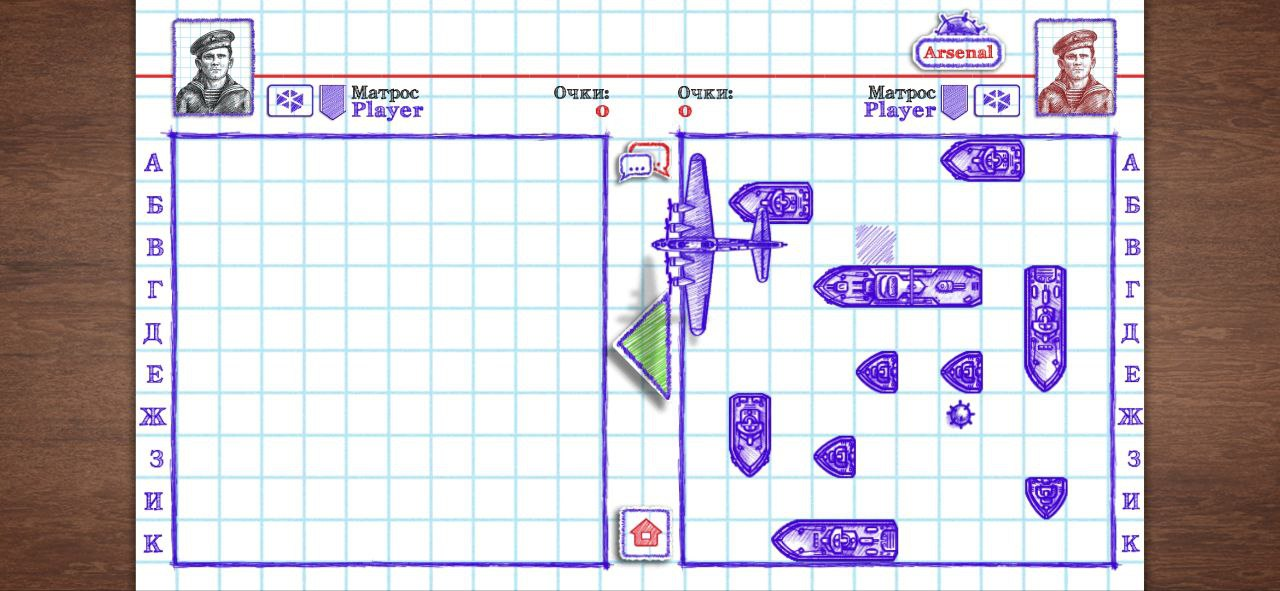 Arsenal
Матрос
Player
Очки:
0
Очки:
0
Матрос
Player
А
Б
В
Г
Д
Е
Ж
З
И
К
А
Б
В
Г
Д
Е
Ж
З
И
К